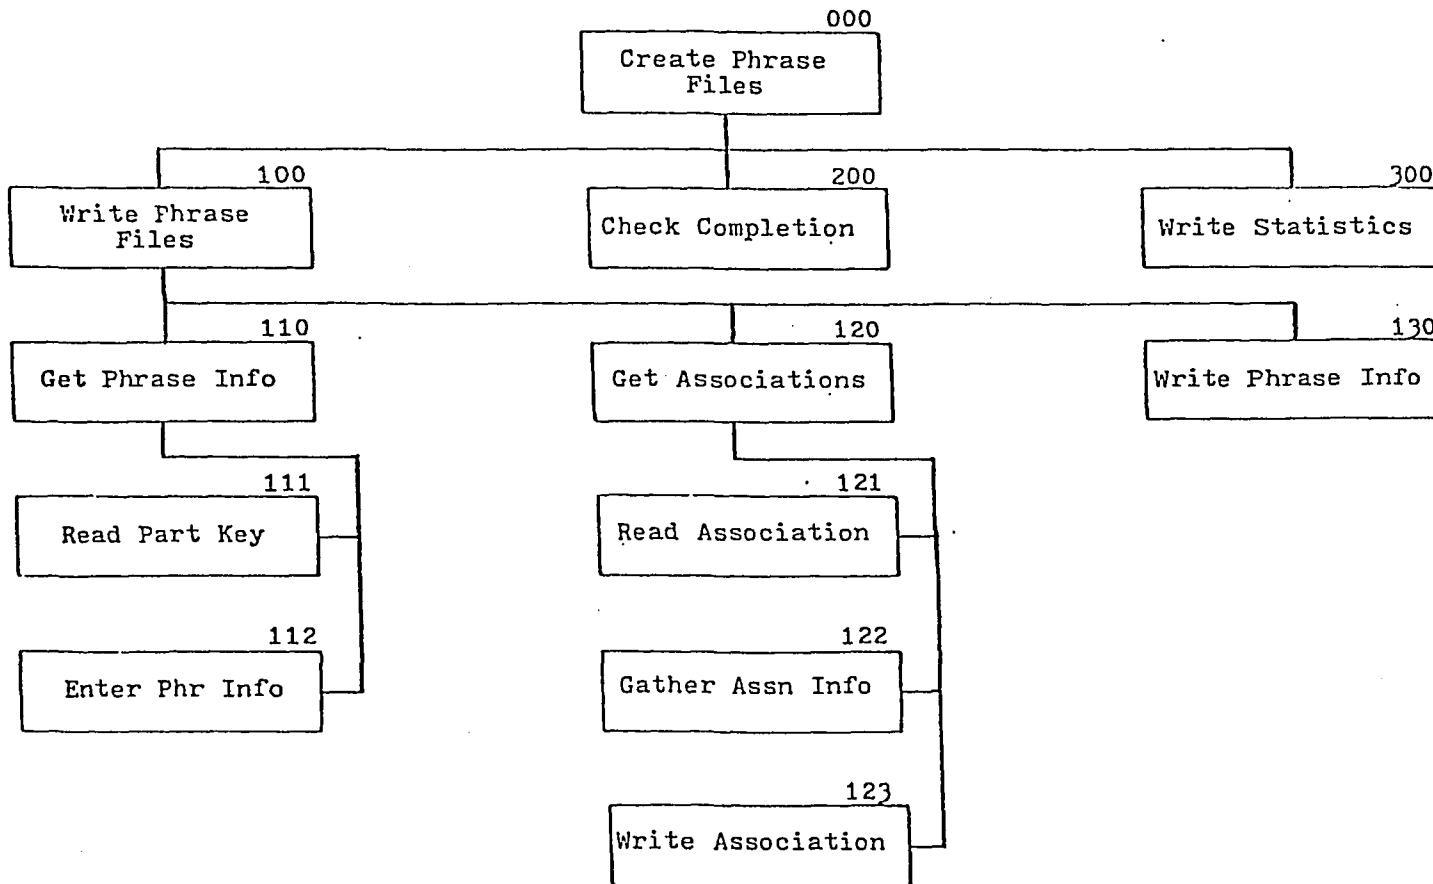 000
Create Phrase
Files
100
Write Phrase
Files
200
Check Completion
300
Write Statistics
110
Get Phrase Info
120
Get Associations
130
Write Phrase Info
111
Read Part Key
121
Read Association
112
Enter Phr Info
122
Gather Assn Info
123
Write Association